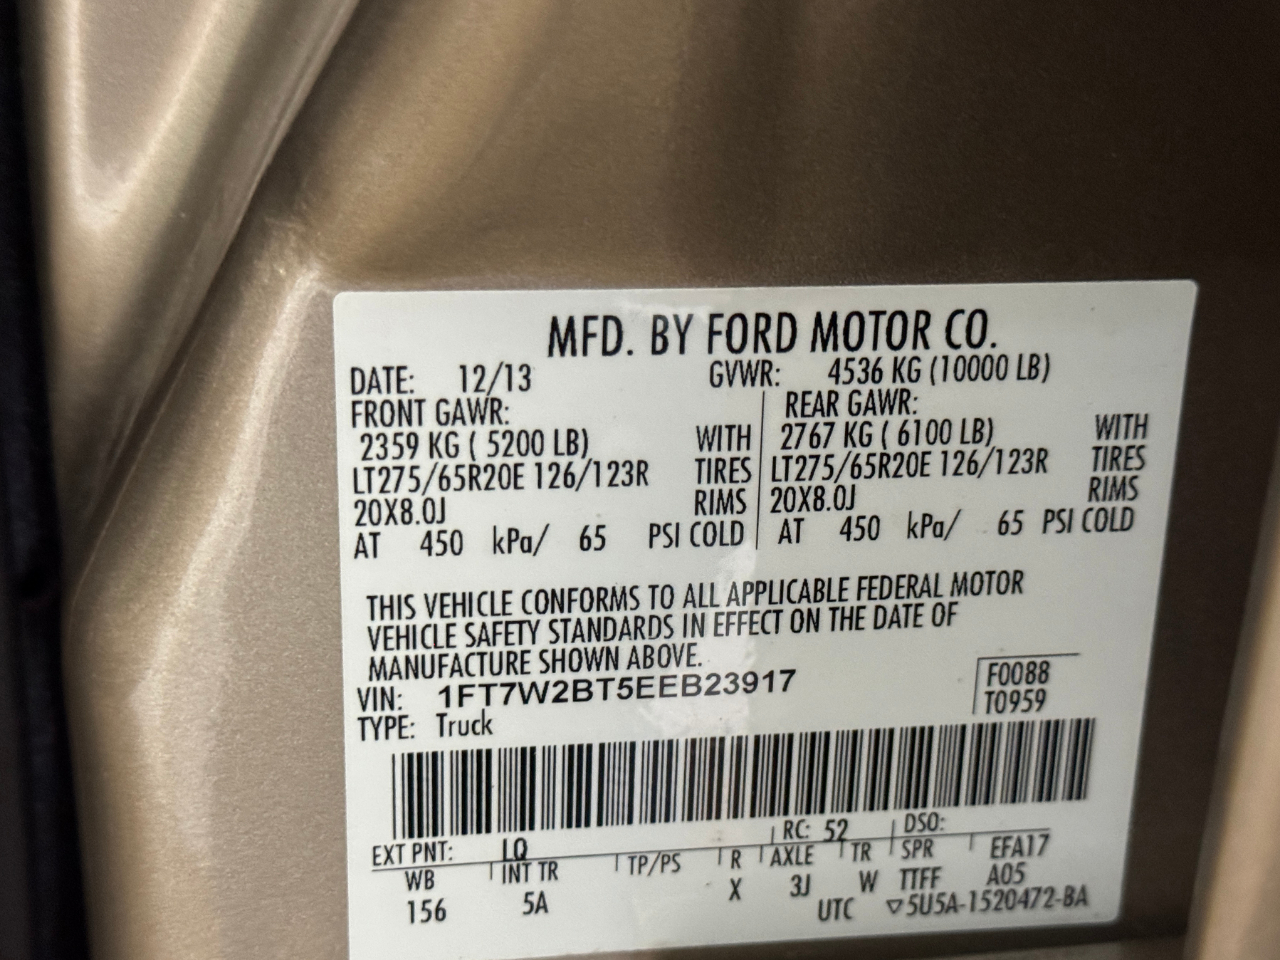 MFD. BY FORD MOTOR CO.
DATE: 12/13 GVWR: 4536 KG (10000 LB)
FRONT GAWR: REAR GAWR:
2359 KG ( 5200 LB) WITH 2767 KG ( 6100 LB) WITH
LT275/65R20E 126/123R TIRES LT275/65R20E 126/123R TIRES
20X8.0J RIMS 20X8.0J RIMS
AT 450 kPa/ 65 PSI COLD AT 450 kPa/ 65 PSI COLD
THIS VEHICLE CONFORMS TO ALL APPLICABLE FEDERAL MOTOR
VEHICLE SAFETY STANDARDS IN EFFECT ON THE DATE OF
MANUFACTURE SHOWN ABOVE.
VIN: 1FT7W2BT5EEB23917 F0088
TYPE: Truck T0959
EXT PNT: LQ RC: 52 DSO:
WB INT TR TP/PS R AXLE TR SPR EFA17
156 5A X 3J W TTFF A05
UTC ▽5U5A-1520472-BA